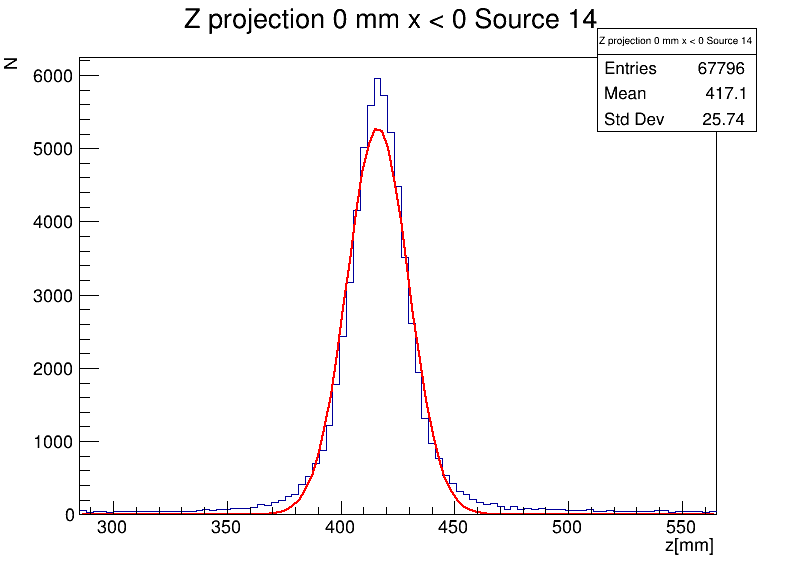 Z projection 0 mm x < 0 Source 14
Z projection 0 mm x < 0 Source 14
Entries 67796
Mean 417.1
Std Dev 25.74
N
6000
5000
4000
3000
2000
1000
0
300 350 400 450 500 550
z[mm]